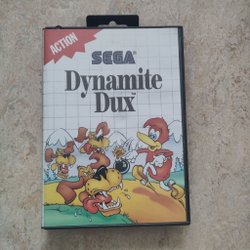 ACTION
SEGA
Dynamite
Dux